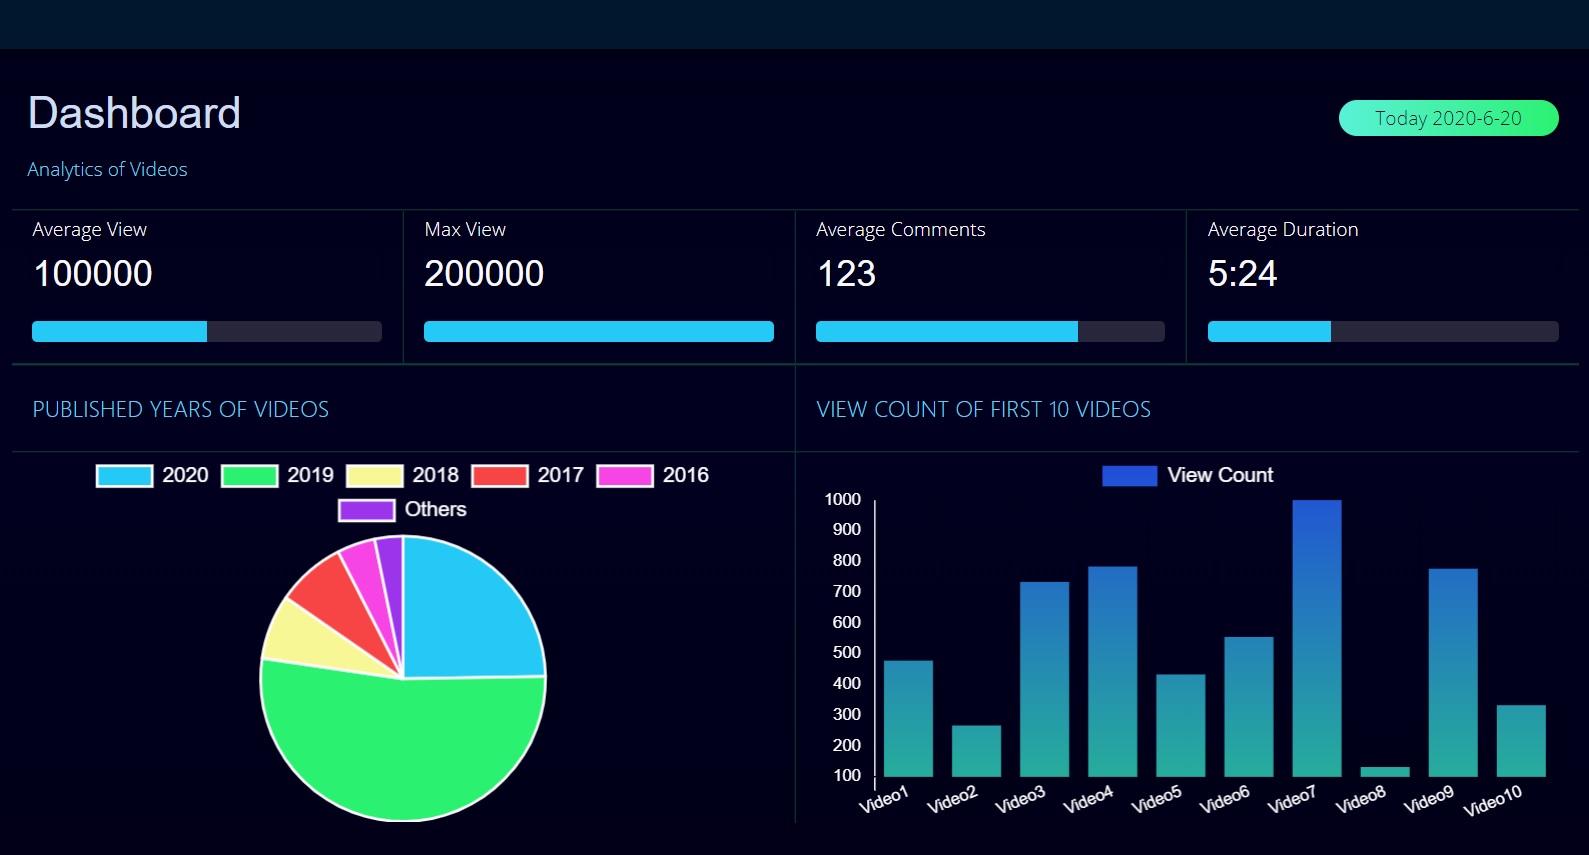 Dashboard
Today 2020-6-20
Analytics of Videos
Average View
100000
Max View
200000
Average Comments
123
Average Duration
5:24
PUBLISHED YEARS OF VIDEOS
2020 2019 2018 2017 2016
Others
VIEW COUNT OF FIRST 10 VIDEOS
View Count
1000
900
800
700
600
500
400
300
200
100
Video1 Video2 Video3 Video4 Video5 Video6 Video7 Video8 Video9 Video10